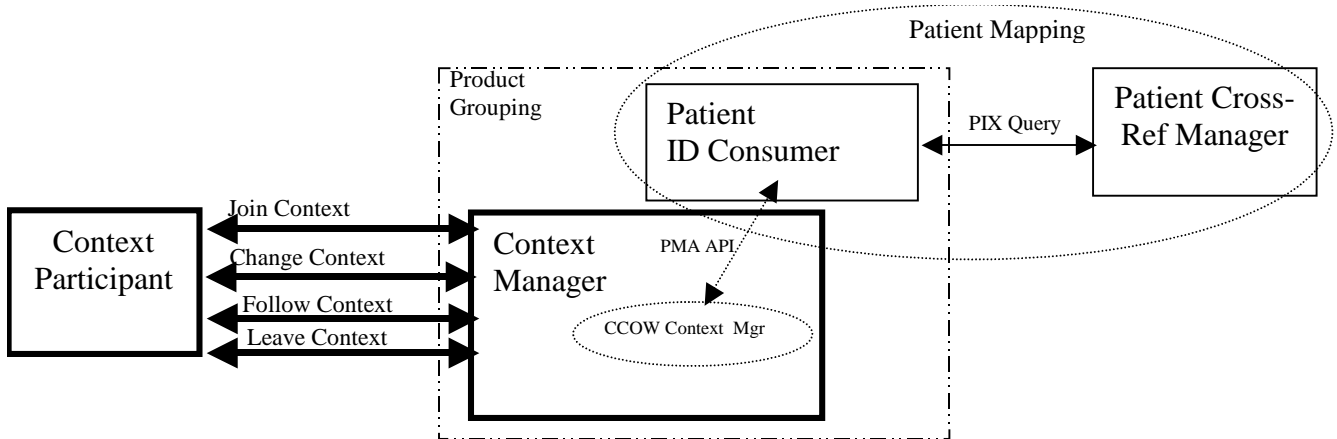 Patient Mapping
Product
Grouping
Patient
ID Consumer
PIX Query
Patient Cross-
Ref Manager
Join Context
Change Context
Follow Context
Leave Context
Context
Participant
Context
Manager
PMA API
CCOW Context Mgr